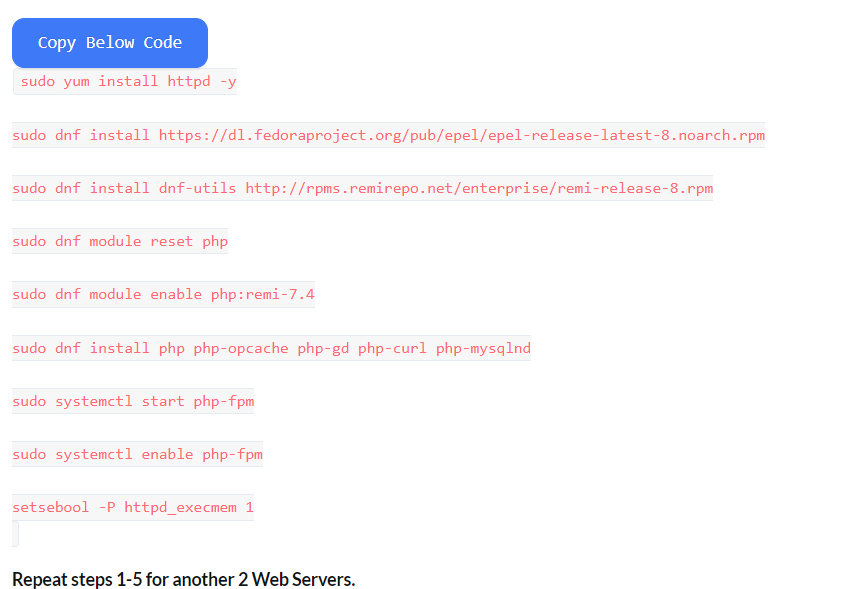 Copy Below Code
sudo yum install httpd -y
sudo dnf install https://dl.fedoraproject.org/pub/epel/epel-release-latest-8.noarch.rpm
sudo dnf install dnf-utils http://rpms.remirepo.net/enterprise/remi-release-8.rpm
sudo dnf module reset php
sudo dnf module enable php:remi-7.4
sudo dnf install php php-opcache php-gd php-curl php-mysqlnd
sudo systemctl start php-fpm
sudo systemctl enable php-fpm
setsebool -P httpd_execmem 1
Repeat steps 1-5 for another 2 Web Servers.